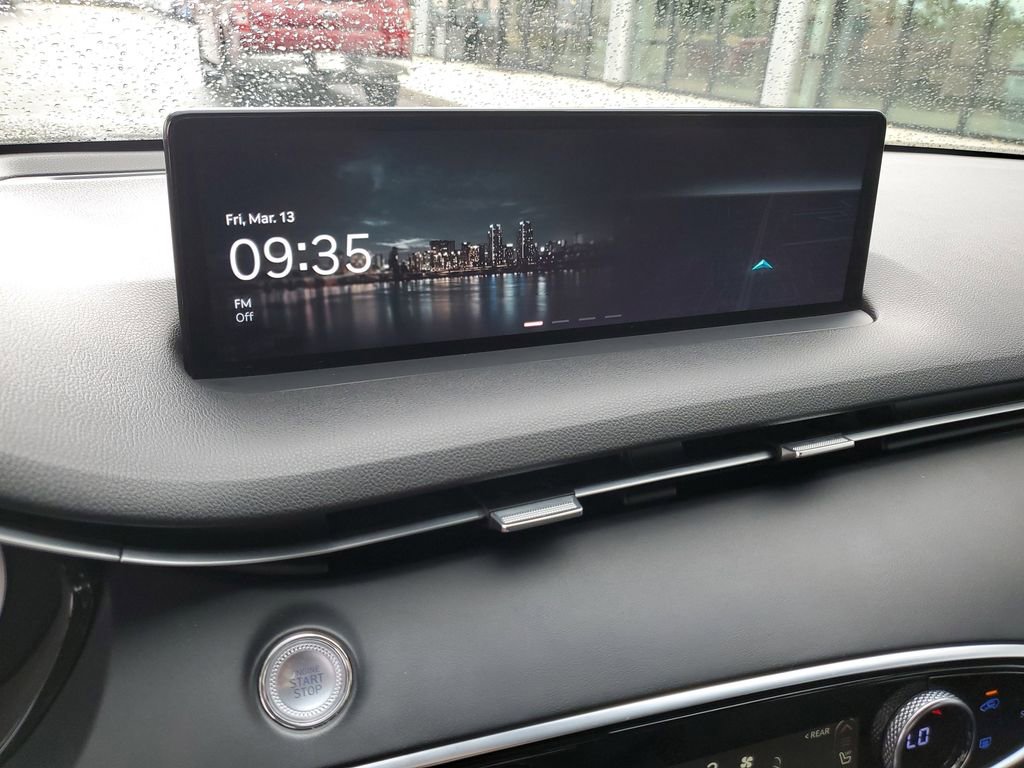 Fri, Mar. 13
09:35
FM
Off
ENGINE
START
STOP
< REAR
LO